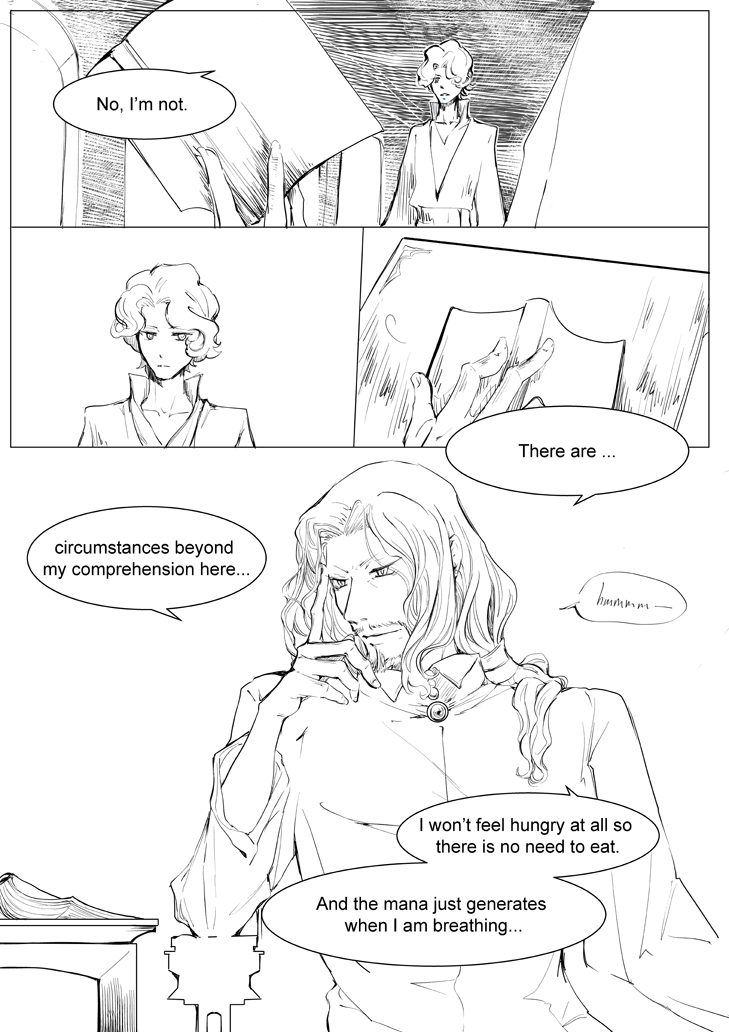 No, I'm not.
There are ...
circumstances beyond
my comprehension here...
hmmmm—
I won't feel hungry at all so
there is no need to eat.
And the mana just generates
when I am breathing...